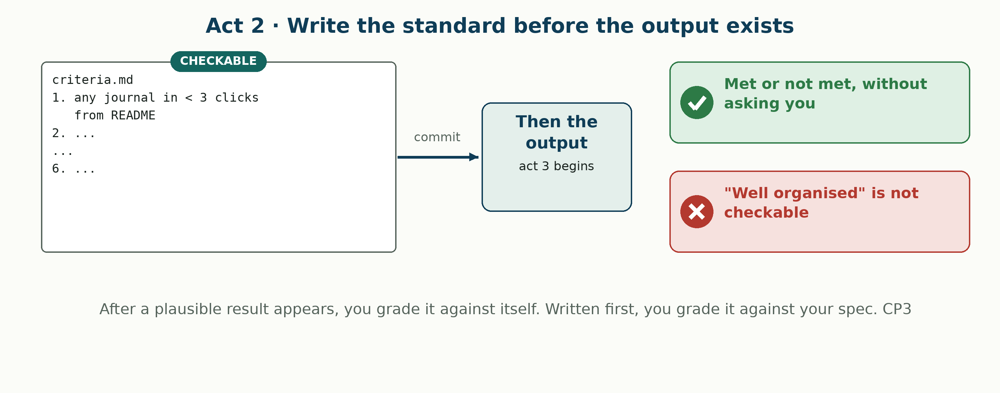 Act 2 · Write the standard before the output exists
CHECKABLE
criteria.md
1. any journal in < 3 clicks
from README
2. ...
...
6. ...
commit
Then the
output
act 3 begins
Met or not met, without
asking you
"Well organised" is not
checkable
After a plausible result appears, you grade it against itself. Written first, you grade it against your spec. CP3